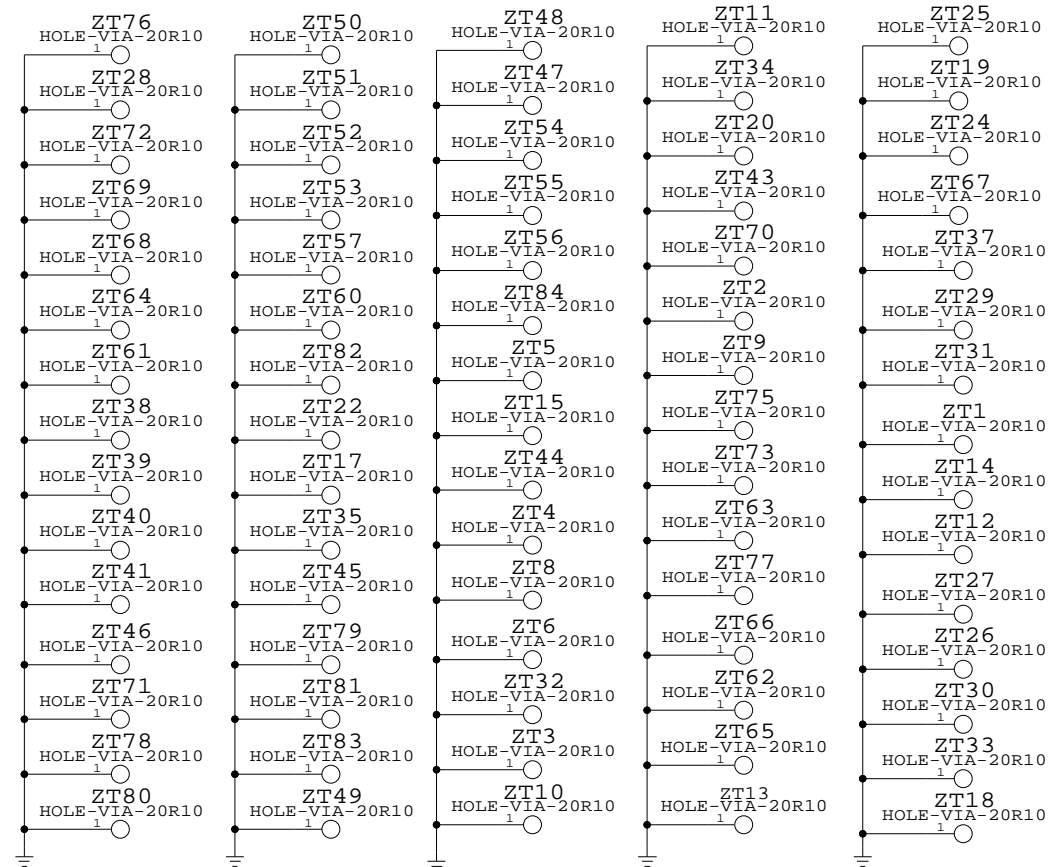 ZT76
HOLE-VIA-20R10
1
ZT28
HOLE-VIA-20R10
1
ZT72
HOLE-VIA-20R10
1
ZT69
HOLE-VIA-20R10
1
ZT68
HOLE-VIA-20R10
1
ZT64
HOLE-VIA-20R10
1
ZT61
HOLE-VIA-20R10
1
ZT38
HOLE-VIA-20R10
1
ZT39
HOLE-VIA-20R10
1
ZT40
HOLE-VIA-20R10
1
ZT41
HOLE-VIA-20R10
1
ZT46
HOLE-VIA-20R10
1
ZT71
HOLE-VIA-20R10
1
ZT78
HOLE-VIA-20R10
1
ZT80
HOLE-VIA-20R10
1
ZT50
HOLE-VIA-20R10
1
ZT51
HOLE-VIA-20R10
1
ZT52
HOLE-VIA-20R10
1
ZT53
HOLE-VIA-20R10
1
ZT57
HOLE-VIA-20R10
1
ZT60
HOLE-VIA-20R10
1
ZT82
HOLE-VIA-20R10
1
ZT22
HOLE-VIA-20R10
1
ZT17
HOLE-VIA-20R10
1
ZT35
HOLE-VIA-20R10
1
ZT45
HOLE-VIA-20R10
1
ZT79
HOLE-VIA-20R10
1
ZT81
HOLE-VIA-20R10
1
ZT83
HOLE-VIA-20R10
1
ZT49
HOLE-VIA-20R10
1
ZT48
HOLE-VIA-20R10
1
ZT47
HOLE-VIA-20R10
1
ZT54
HOLE-VIA-20R10
1
ZT55
HOLE-VIA-20R10
1
ZT56
HOLE-VIA-20R10
1
ZT84
HOLE-VIA-20R10
1
ZT5
HOLE-VIA-20R10
1
ZT15
HOLE-VIA-20R10
1
ZT44
HOLE-VIA-20R10
1
ZT4
HOLE-VIA-20R10
1
ZT8
HOLE-VIA-20R10
1
ZT6
HOLE-VIA-20R10
1
ZT32
HOLE-VIA-20R10
1
ZT3
HOLE-VIA-20R10
1
ZT10
HOLE-VIA-20R10
1
ZT11
HOLE-VIA-20R10
1
ZT34
HOLE-VIA-20R10
1
ZT20
HOLE-VIA-20R10
1
ZT43
HOLE-VIA-20R10
1
ZT70
HOLE-VIA-20R10
1
ZT2
HOLE-VIA-20R10
1
ZT9
HOLE-VIA-20R10
1
ZT75
HOLE-VIA-20R10
1
ZT73
HOLE-VIA-20R10
1
ZT63
HOLE-VIA-20R10
1
ZT77
HOLE-VIA-20R10
1
ZT66
HOLE-VIA-20R10
1
ZT62
HOLE-VIA-20R10
1
ZT65
HOLE-VIA-20R10
1
ZT13
HOLE-VIA-20R10
1
ZT25
HOLE-VIA-20R10
1
ZT19
HOLE-VIA-20R10
1
ZT24
HOLE-VIA-20R10
1
ZT67
HOLE-VIA-20R10
1
ZT37
HOLE-VIA-20R10
1
ZT29
HOLE-VIA-20R10
1
ZT31
HOLE-VIA-20R10
1
ZT1
HOLE-VIA-20R10
1
ZT14
HOLE-VIA-20R10
1
ZT12
HOLE-VIA-20R10
1
ZT27
HOLE-VIA-20R10
1
ZT26
HOLE-VIA-20R10
1
ZT30
HOLE-VIA-20R10
1
ZT33
HOLE-VIA-20R10
1
ZT18
HOLE-VIA-20R10
1